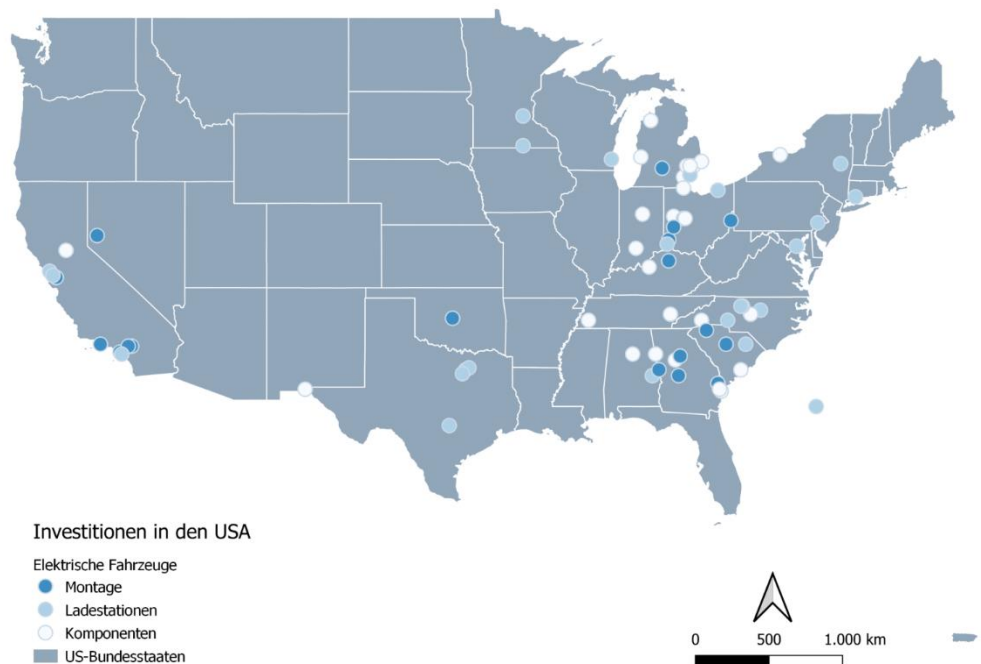 Investitionen in den USA
Elektrische Fahrzeuge
Montage
Ladestationen
Komponenten
US-Bundesstaaten
0 500 1.000 km